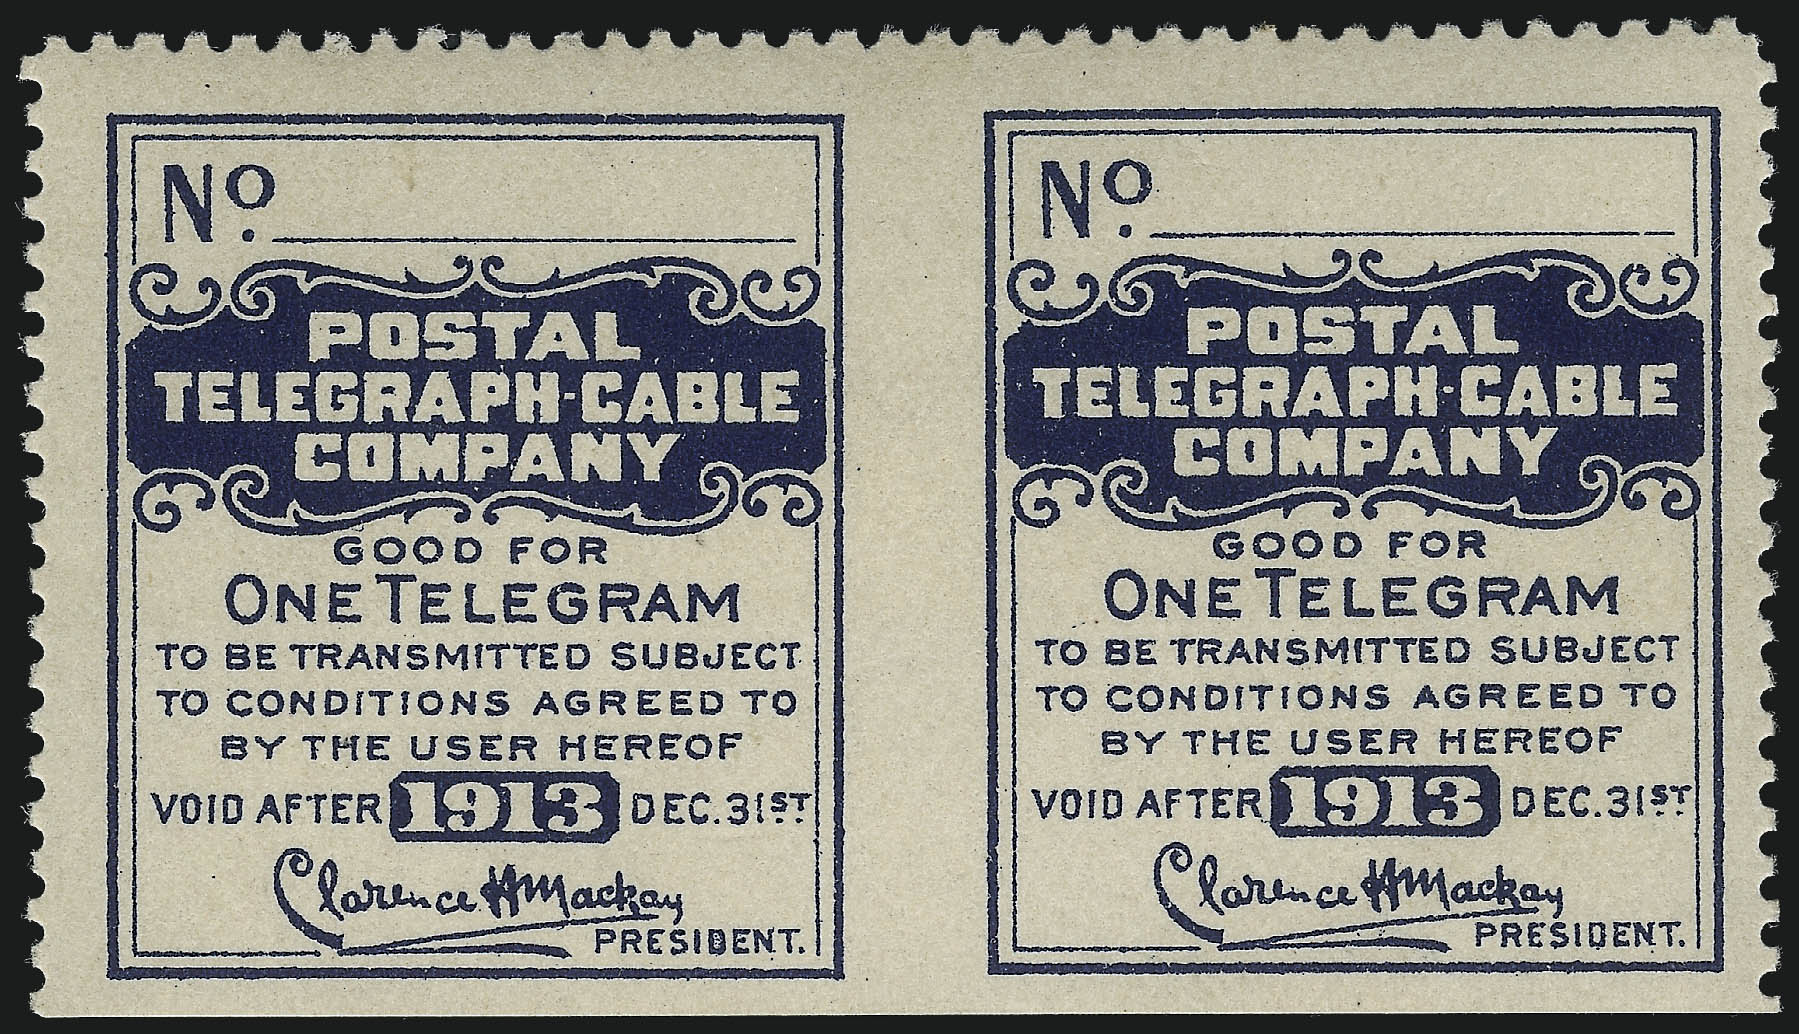 No.
POSTAL
TELEGRAPH-CABLE
COMPANY
GOOD FOR
ONE TELEGRAM
TO BE TRANSMITTED SUBJECT
TO CONDITIONS AGREED TO
BY THE USER HEREOF
VOID AFTER 1913 DEC. 31ST
Clarence H Mackay
PRESIDENT.
No.
POSTAL
TELEGRAPH-CABLE
COMPANY
GOOD FOR
ONE TELEGRAM
TO BE TRANSMITTED SUBJECT
TO CONDITIONS AGREED TO
BY THE USER HEREOF
VOID AFTER 1913 DEC. 31ST
Clarence H Mackay
PRESIDENT.